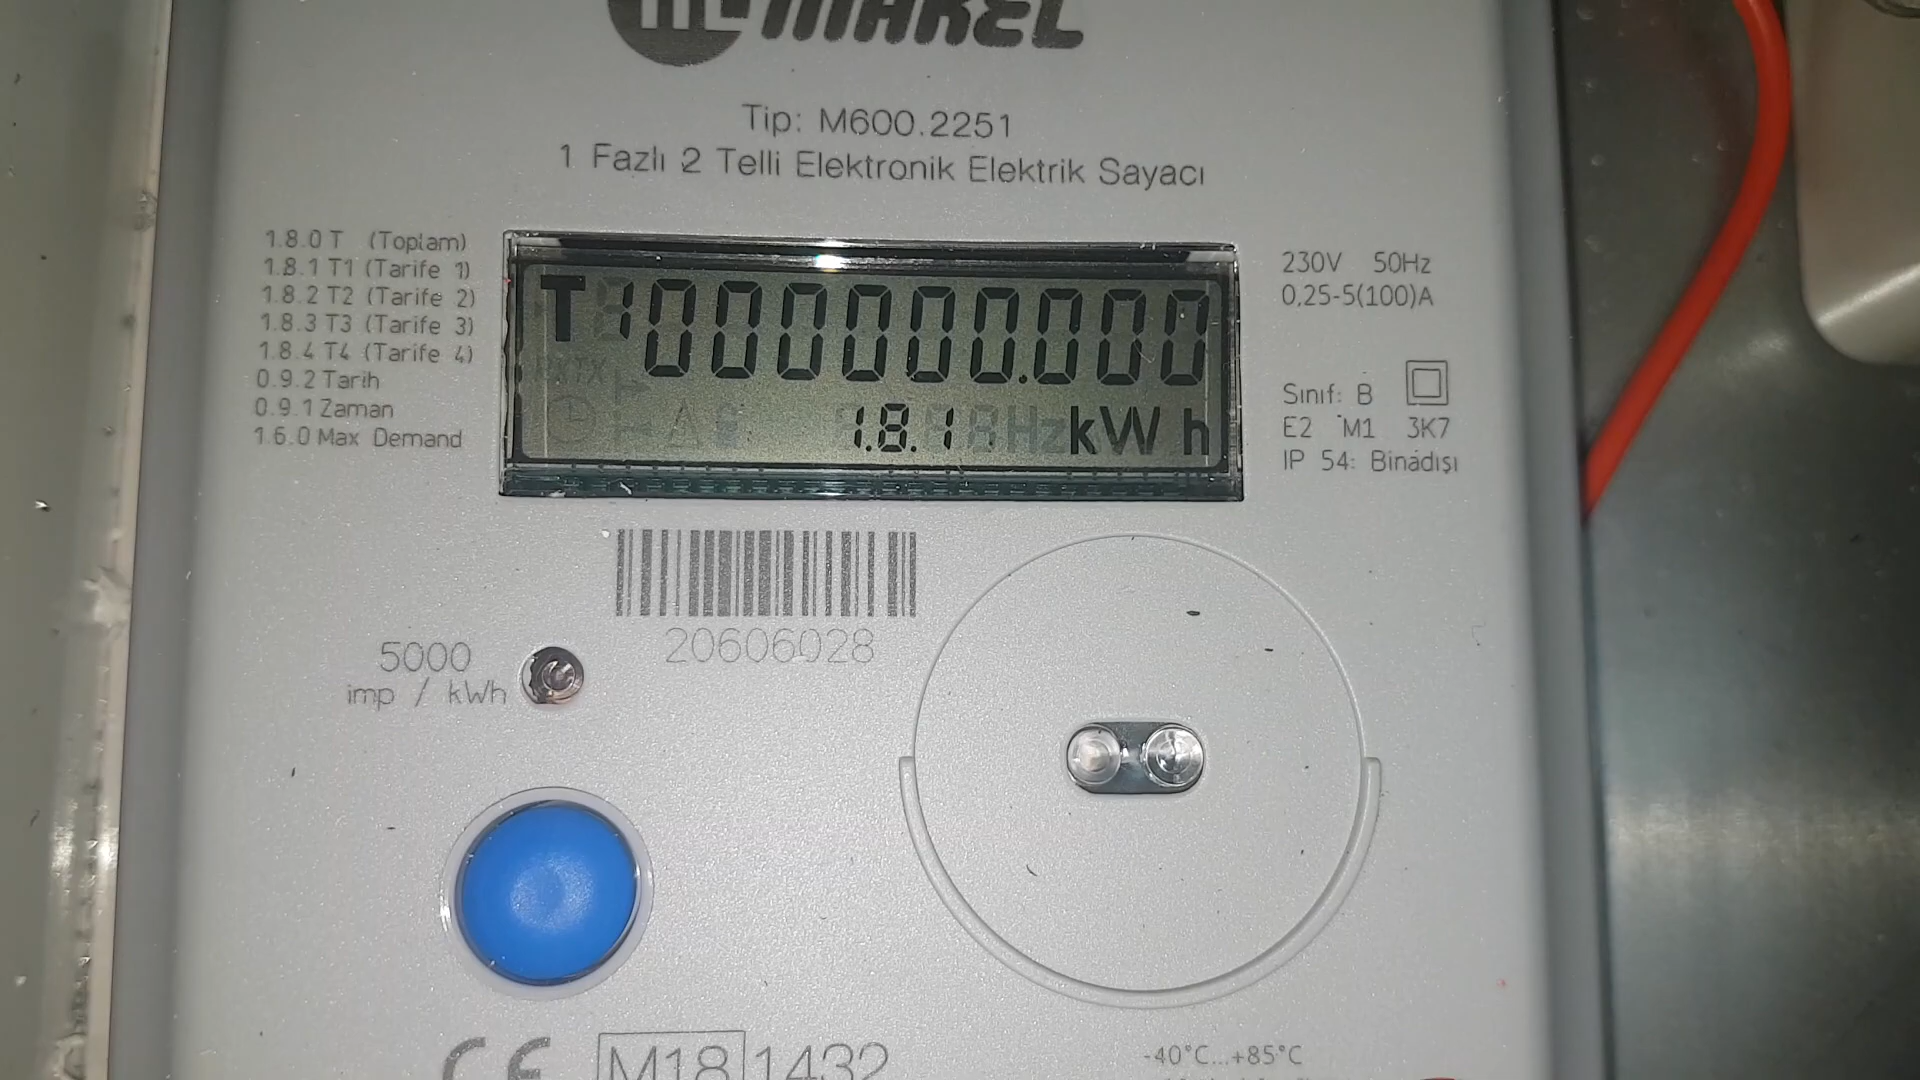 MAKEL
Tip: M600.2251
1 Fazlı 2 Telli Elektronik Elektrik Sayacı
1.8.0 T (Toplam)
1.8.1 T1 (Tarife 1)
1.8.2 T2 (Tarife 2)
1.8.3 T3 (Tarife 3)
1.8.4 T4 (Tarife 4)
0.9.2 Tarih
0.9.1 Zaman
1.6.0 Max Demand
T1 000000.000
1.8.1 kWh
230V 50Hz
0,25-5(100)A
Sınıf: B
E2 M1 3K7
IP 54: Binadışı
20606028
5000
imp / kWh
CE M18 1432
-40°C...+85°C